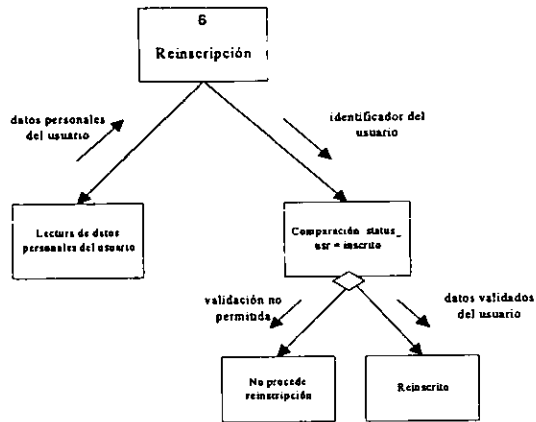 6
Reinscripción
datos personales
del usuario
identificador del
usuario
Lectura de datos
personales del usuario
Comparación status_
usr = inscrito
validación no
permitida
datos validados
del usuario
No procede
reinscripción
Reinscrito